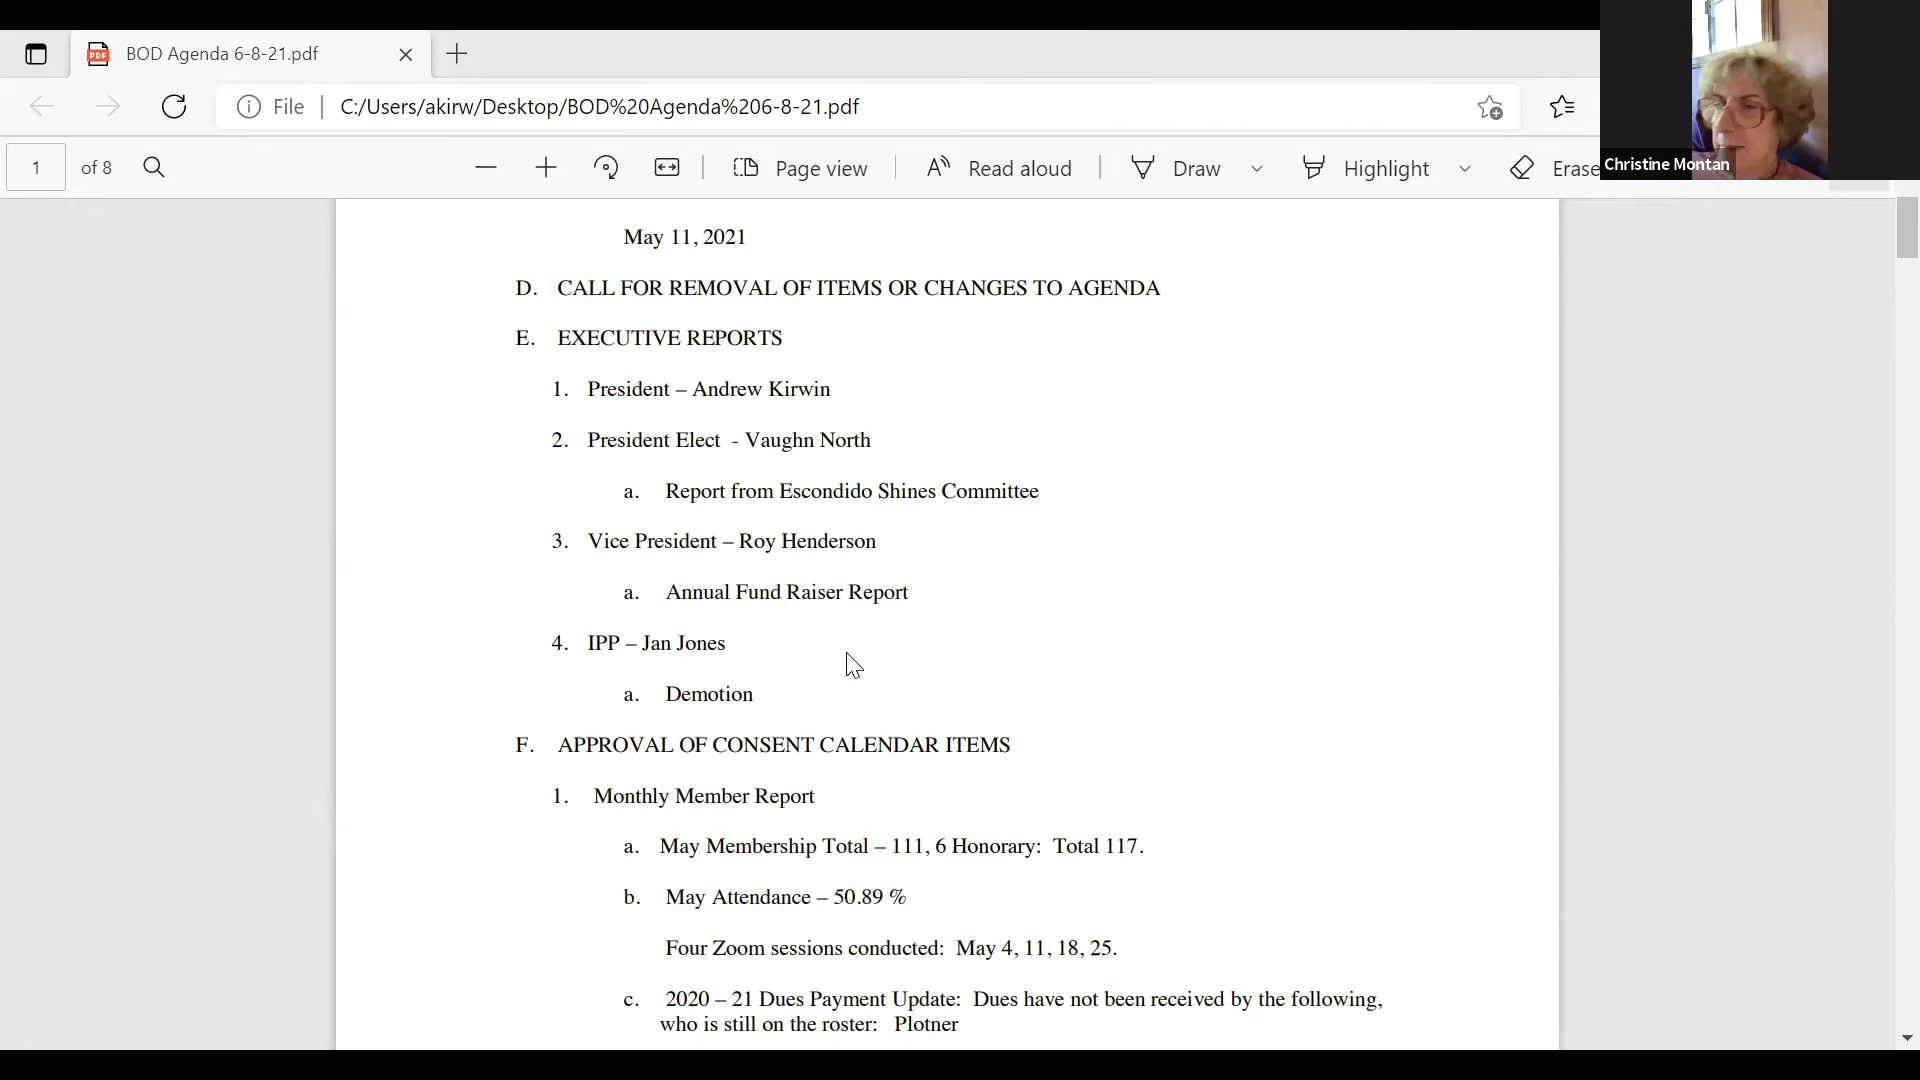 BOD Agenda 6-8-21.pdf
File
C:/Users/akirw/Desktop/BOD%20Agenda%206-8-21.pdf
1 of 8
Page view
Read aloud
Draw
Highlight
Erase
Christine Montan
May 11, 2021
D. CALL FOR REMOVAL OF ITEMS OR CHANGES TO AGENDA
E. EXECUTIVE REPORTS
1. President – Andrew Kirwin
2. President Elect - Vaughn North
a. Report from Escondido Shines Committee
3. Vice President – Roy Henderson
a. Annual Fund Raiser Report
4. IPP – Jan Jones
a. Demotion
F. APPROVAL OF CONSENT CALENDAR ITEMS
1. Monthly Member Report
a. May Membership Total – 111, 6 Honorary: Total 117.
b. May Attendance – 50.89 %
Four Zoom sessions conducted: May 4, 11, 18, 25.
c. 2020 – 21 Dues Payment Update: Dues have not been received by the following,
who is still on the roster: Plotner